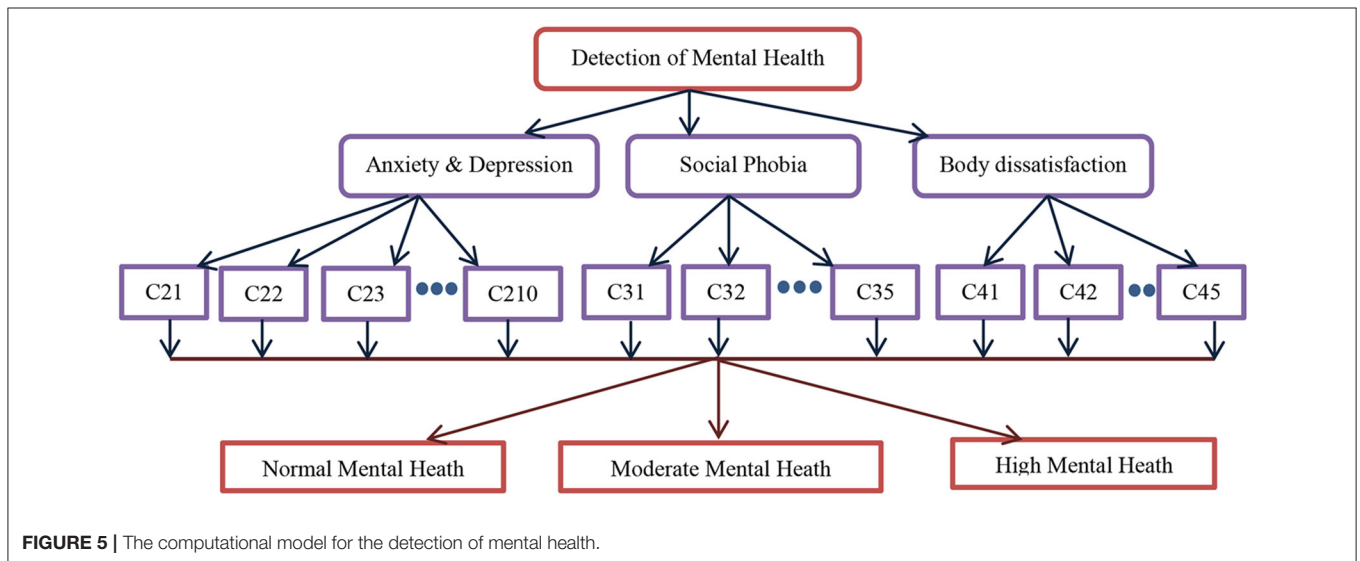 Detection of Mental Health
Anxiety & Depression
Social Phobia
Body dissatisfaction
C21
C22
C23
C210
C31
C32
C35
C41
C42
C45
Normal Mental Heath
Moderate Mental Heath
High Mental Heath
FIGURE 5 | The computational model for the detection of mental health.